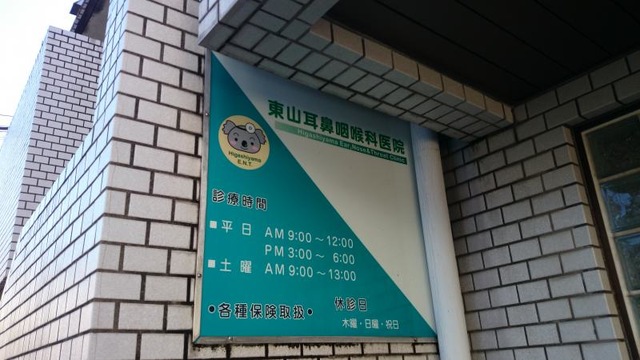 東山耳鼻咽喉科医院
Higashiyama Ear,Nose&Throat Clinic
Higashiyama
E.N.T.
診療時間
■平日 AM 9:00～12:00
PM 3:00～ 6:00
■土曜 AM 9:00～13:00
●各種保険取扱●
休診日
木曜・日曜・祝日